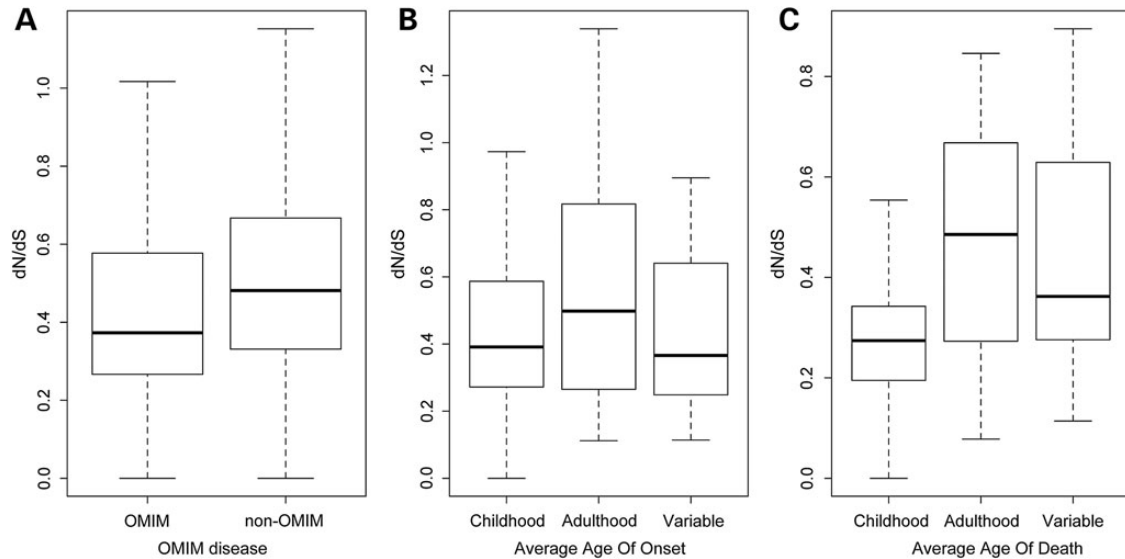 A
dN/dS
1.0
0.8
0.6
0.4
0.2
0.0
OMIM non-OMIM
OMIM disease
B
dN/dS
1.2
1.0
0.8
0.6
0.4
0.2
0.0
Childhood Adulthood Variable
Average Age Of Onset
C
dN/dS
0.8
0.6
0.4
0.2
0.0
Childhood Adulthood Variable
Average Age Of Death